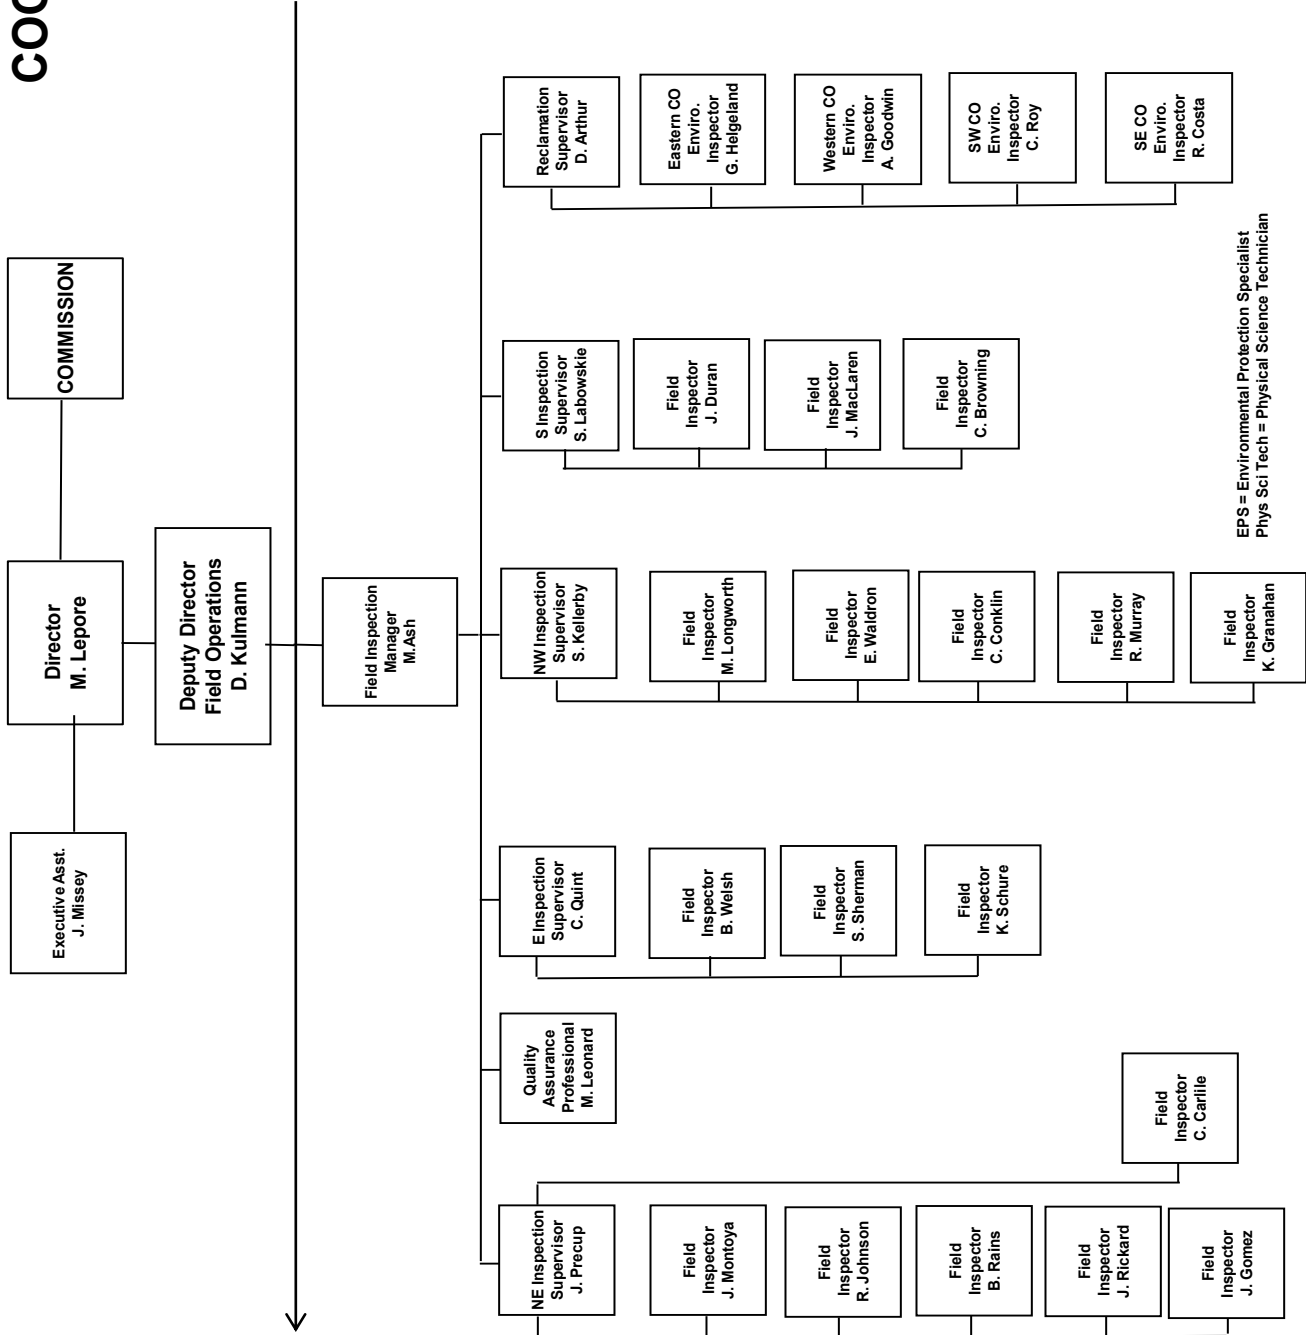 COG
COMMISSION
Director
M. Lepore
Executive Asst.
J. Missey
Deputy Director
Field Operations
D. Kulmann
Field Inspection
Manager
M.Ash
NE Inspection
Supervisor
J. Precup
Field
Inspector
J. Montoya
Field
Inspector
R. Johnson
Field
Inspector
B. Rains
Field
Inspector
J. Rickard
Field
Inspector
J. Gomez
Field
Inspector
C. Carlile
Quality
Assurance
Professional
M. Leonard
E Inspection
Supervisor
C. Quint
Field
Inspector
B. Welsh
Field
Inspector
S. Sherman
Field
Inspector
K. Schure
NW Inspection
Supervisor
S. Kellerby
Field
Inspector
M. Longworth
Field
Inspector
E. Waldron
Field
Inspector
C. Conklin
Field
Inspector
R. Murray
Field
Inspector
K. Granahan
S Inspection
Supervisor
S. Labowskie
Field
Inspector
J. Duran
Field
Inspector
J. MacLaren
Field
Inspector
C. Browning
Reclamation
Supervisor
D. Arthur
Eastern CO
Enviro.
Inspector
G. Helgeland
Western CO
Enviro.
Inspector
A. Goodwin
SW CO
Enviro.
Inspector
C. Roy
SE CO
Enviro.
Inspector
R. Costa
EPS = Environmental Protection Specialist
Phys Sci Tech = Physical Science Technician